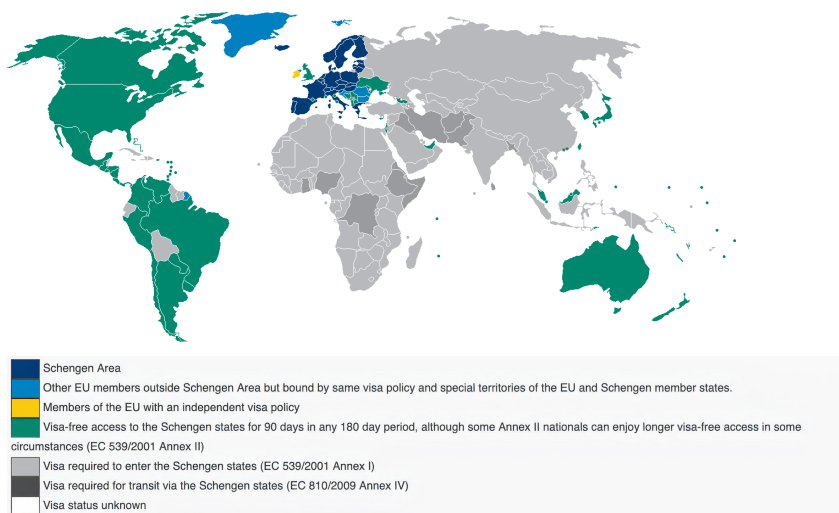 Schengen Area
Other EU members outside Schengen Area but bound by same visa policy and special territories of the EU and Schengen member states.
Members of the EU with an independent visa policy
Visa-free access to the Schengen states for 90 days in any 180 day period, although some Annex II nationals can enjoy longer visa-free access in some
circumstances (EC 539/2001 Annex II)
Visa required to enter the Schengen states (EC 539/2001 Annex I)
Visa required for transit via the Schengen states (EC 810/2009 Annex IV)
Visa status unknown